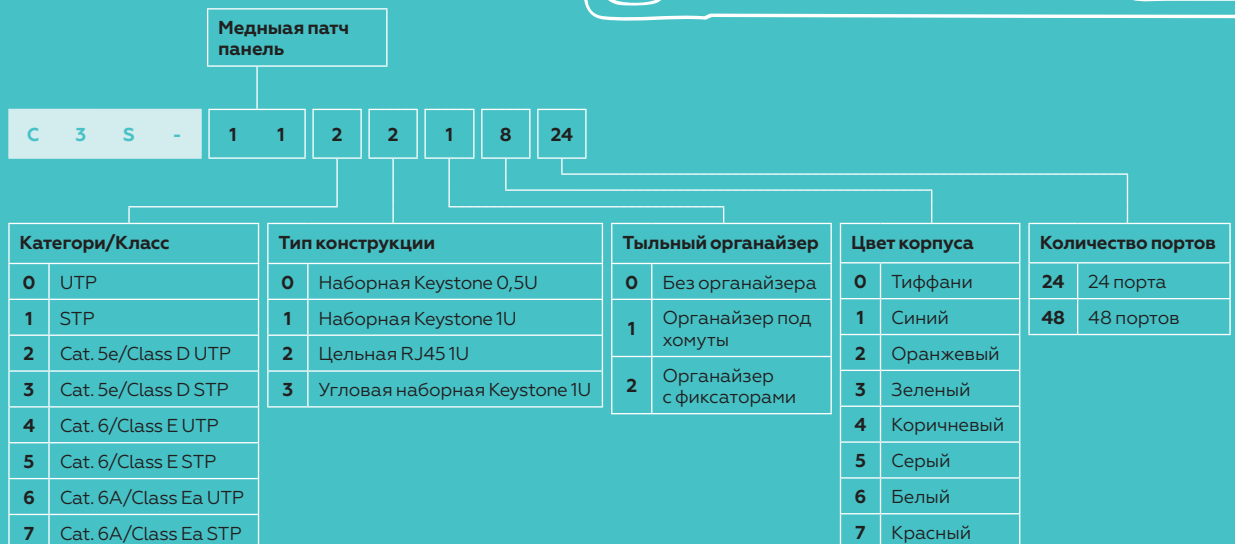 Медныая патч
панель
C 3 S - 1 1 2 2 1 8 24
Категори/Класс
0 UTP
1 STP
2 Cat. 5e/Class D UTP
3 Cat. 5e/Class D STP
4 Cat. 6/Class E UTP
5 Cat. 6/Class E STP
6 Cat. 6A/Class Ea UTP
7 Cat. 6A/Class Ea STP
Тип конструкции
0 Наборная Keystone 0,5U
1 Наборная Keystone 1U
2 Цельная RJ45 1U
3 Угловая наборная Keystone 1U
Тыльный органайзер
0 Без органайзера
1 Органайзер под
хомуты
2 Органайзер
с фиксаторами
Цвет корпуса
0 Тиффани
1 Синий
2 Оранжевый
3 Зеленый
4 Коричневый
5 Серый
6 Белый
7 Красный
Количество портов
24 24 порта
48 48 портов